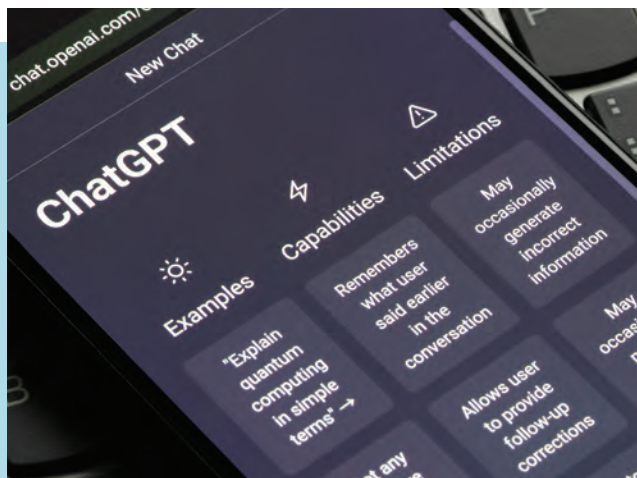 chat.openai.com/
New Chat
ChatGPT
Examples
"Explain
quantum
computing
in simple
terms" →
Capabilities
Remembers
what user
said earlier
in the
conversation
Allows user
to provide
follow-up
corrections
Limitations
May
occasionally
generate
incorrect
information
May
any